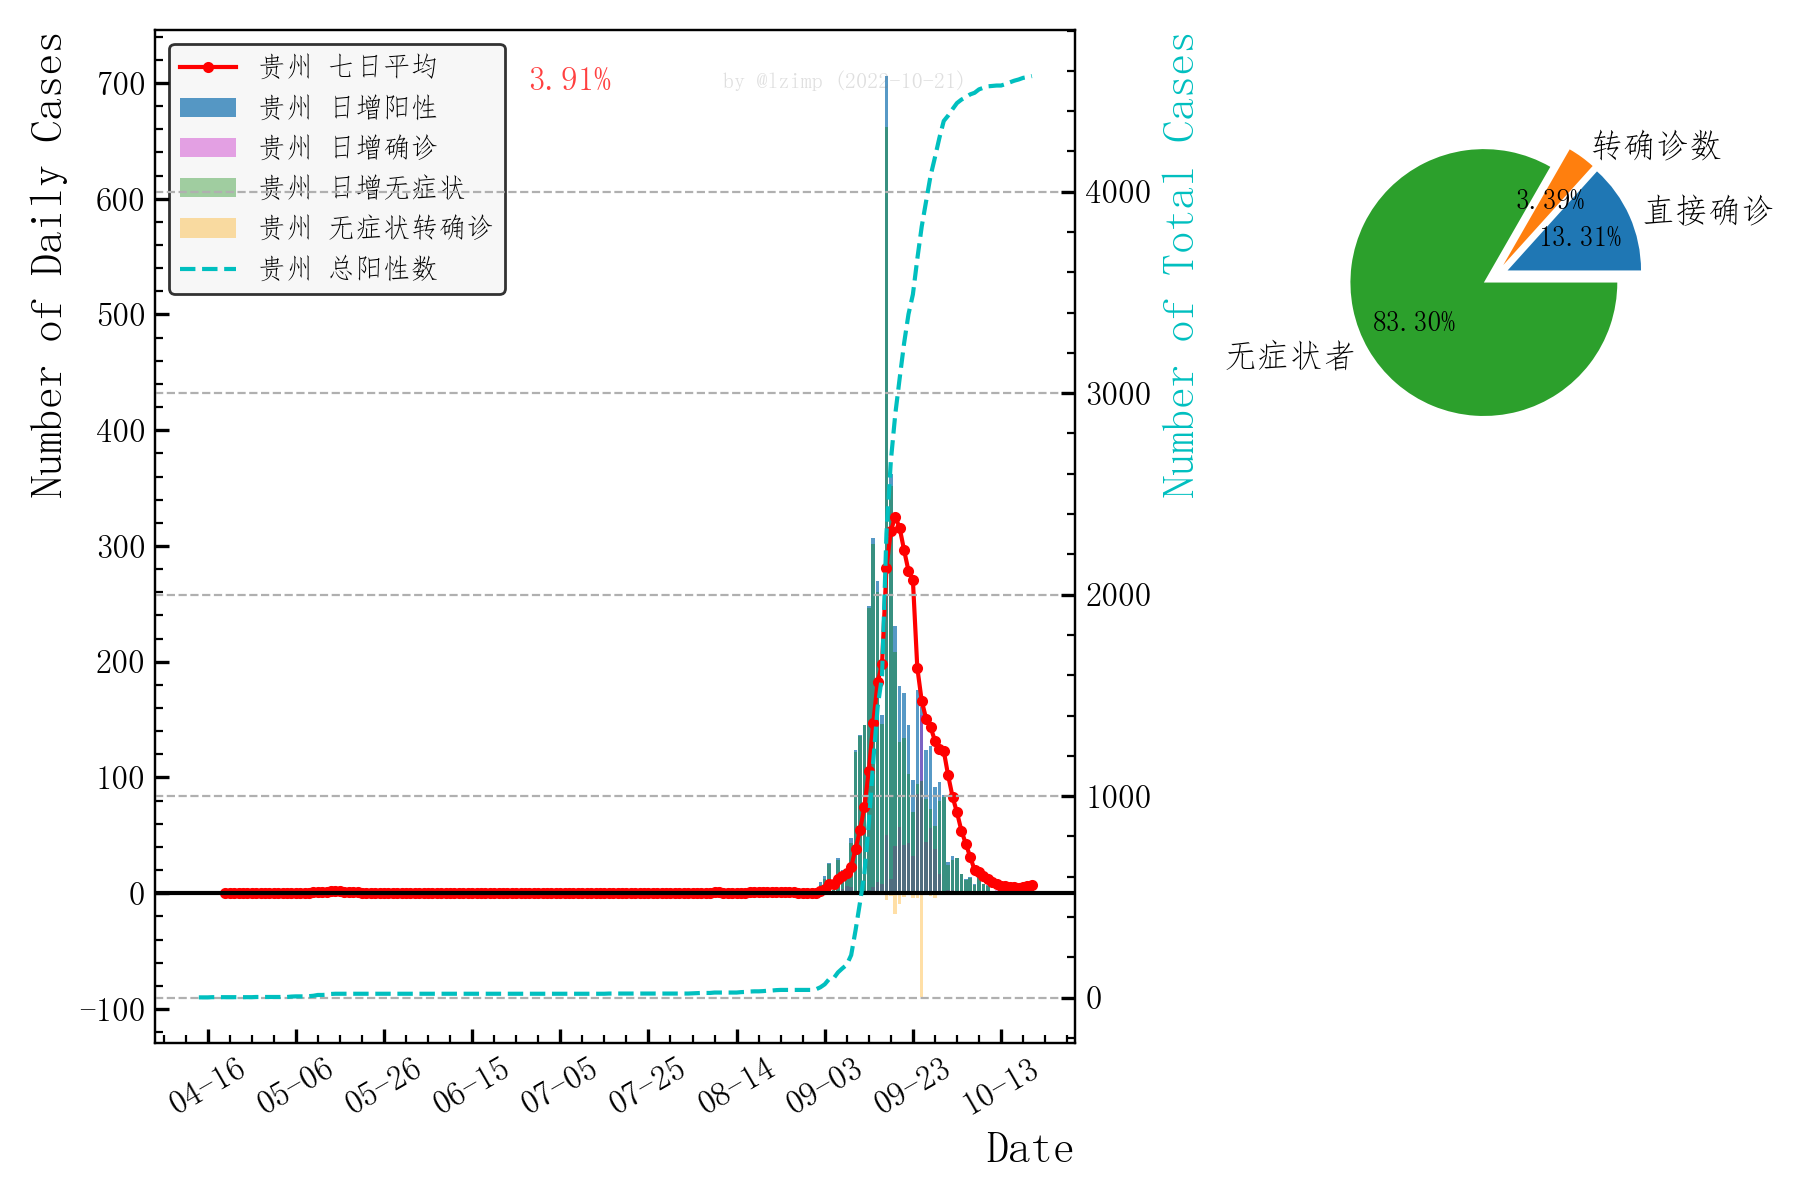 Number of Daily Cases
700
600
500
400
300
200
100
0
-100
贵州 七日平均
贵州 日增阳性
贵州 日增确诊
贵州 日增无症状
贵州 无症状转确诊
贵州 总阳性数
3.91%
by @lzimp (2022-10-21)
04-16
05-06
05-26
06-15
07-05
07-25
08-14
09-03
09-23
10-13
Date
4000
3000
2000
1000
0
Number of Total Cases
转确诊数
3.39%
直接确诊
13.31%
83.30%
无症状者